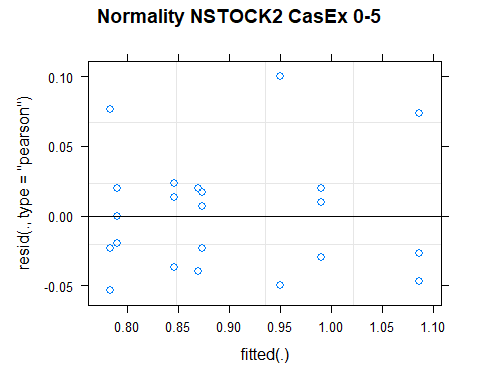 Normality NSTOCK2 CasEx 0-5
resid(., type = "pearson")
0.10
0.05
0.00
-0.05
0.80 0.85 0.90 0.95 1.00 1.05 1.10
fitted(.)